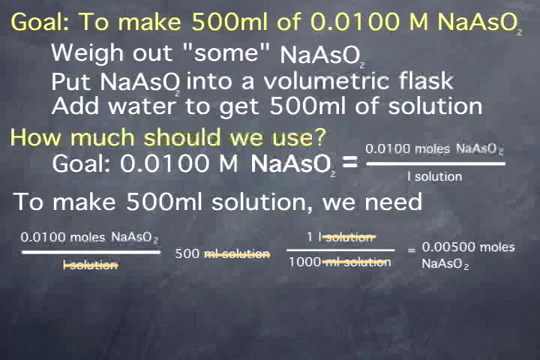 Goal: To make 500ml of 0.0100 M NaAsO₂
Weigh out "some" NaAsO₂
Put NaAsO₂ into a volumetric flask
Add water to get 500ml of solution
How much should we use?
Goal: 0.0100 M NaAsO₂ = 0.0100 moles NaAsO₂
l solution
To make 500ml solution, we need
0.0100 moles NaAsO₂
l solution
500 ml solution
1 l solution
1000 ml solution
= 0.00500 moles
NaAsO₂